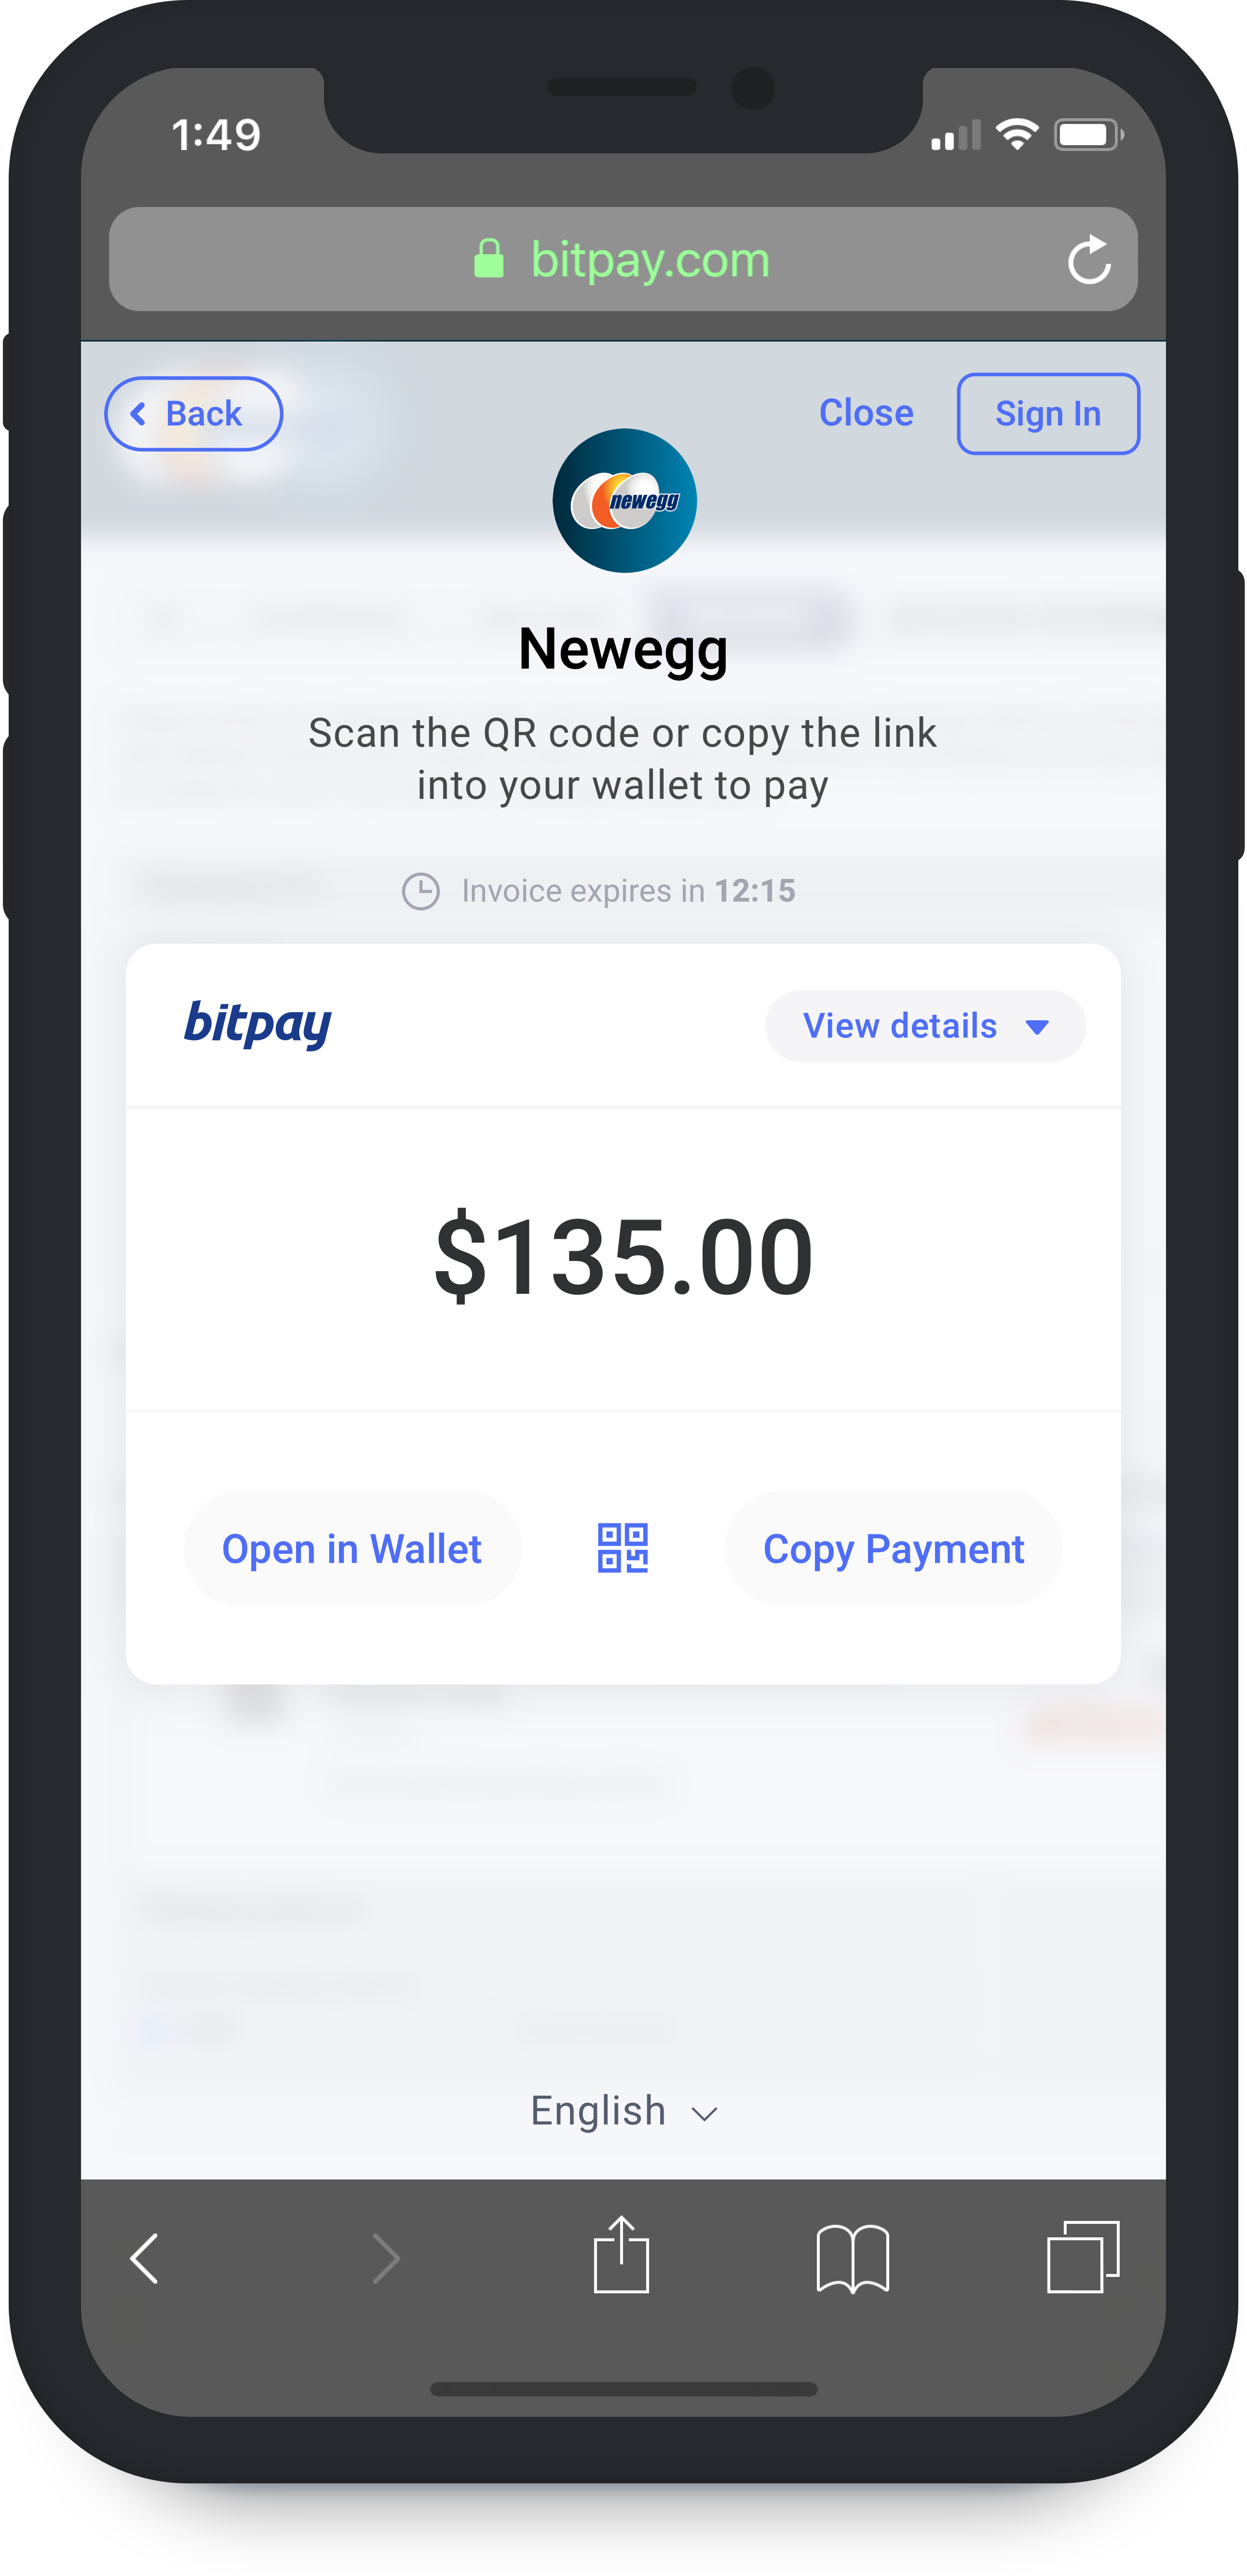 1:49
bitpay.com
Back
Close
Sign In
newegg
Newegg
Scan the QR code or copy the link
into your wallet to pay
Invoice expires in 12:15
bitpay
View details
$135.00
Open in Wallet
Copy Payment
English